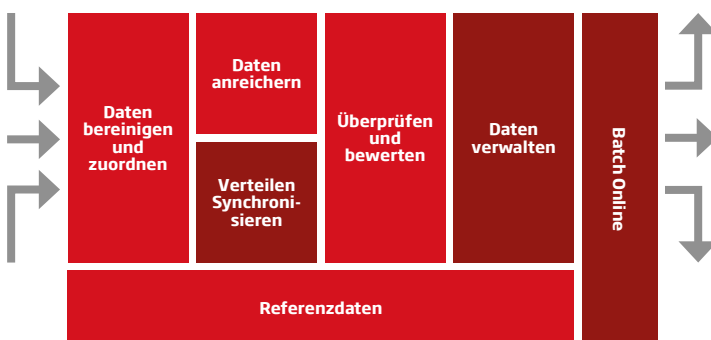 Daten
bereinigen
und
zuordnen
Daten
anreichern
Verteilen
Synchroni-
sieren
Überprüfen
und
bewerten
Daten
verwalten
Batch Online
Referenzdaten